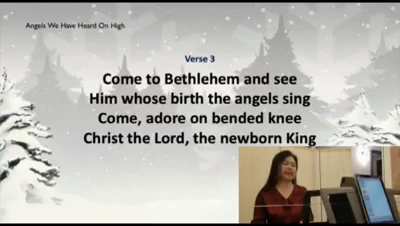 Angels We Have Heard On High
Verse 3
Come to Bethlehem and see
Him whose birth the angels sing
Come, adore on bended knee
Christ the Lord, the newborn King